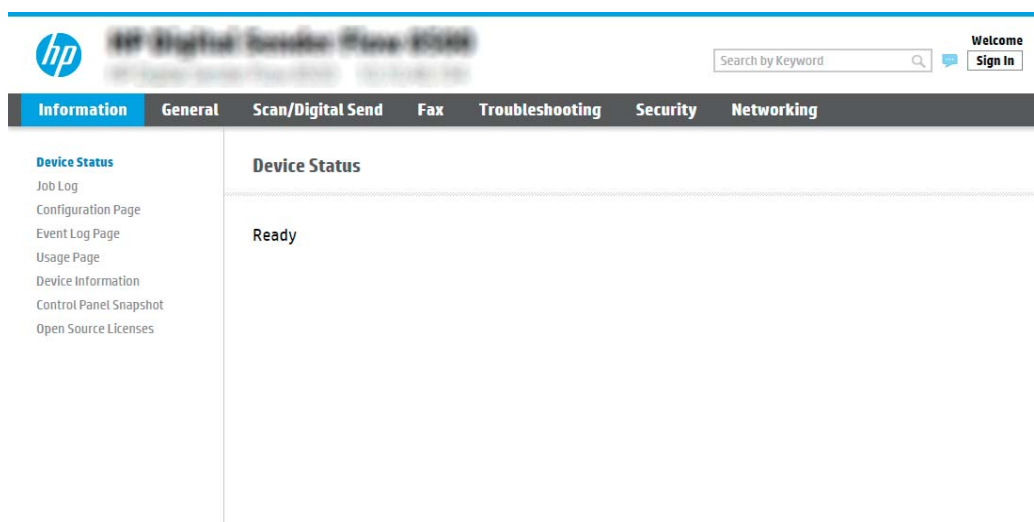 hp
Welcome
Search by Keyword
Sign In
Information General Scan/Digital Send Fax Troubleshooting Security Networking
Device Status
Job Log
Configuration Page
Event Log Page
Usage Page
Device Information
Control Panel Snapshot
Open Source Licenses
Device Status
Ready